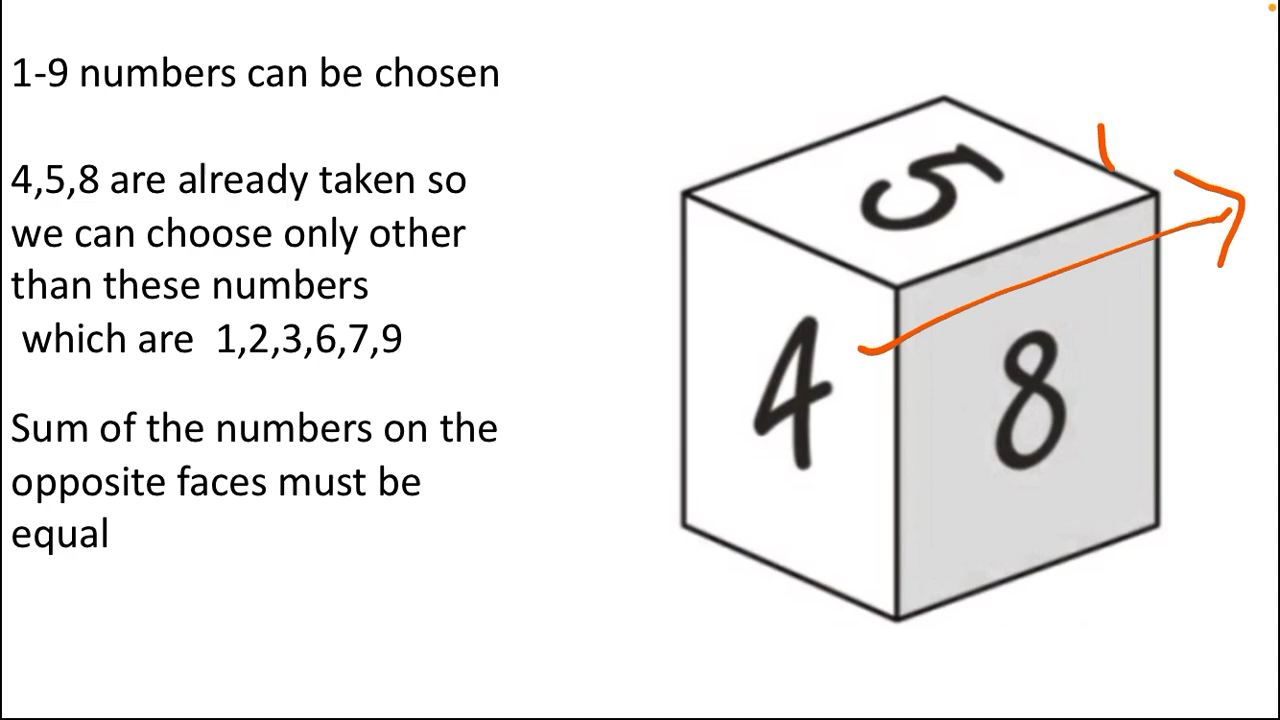 1-9 numbers can be chosen
4,5,8 are already taken so
we can choose only other
than these numbers
which are 1,2,3,6,7,9
Sum of the numbers on the
opposite faces must be
equal
5
4
8